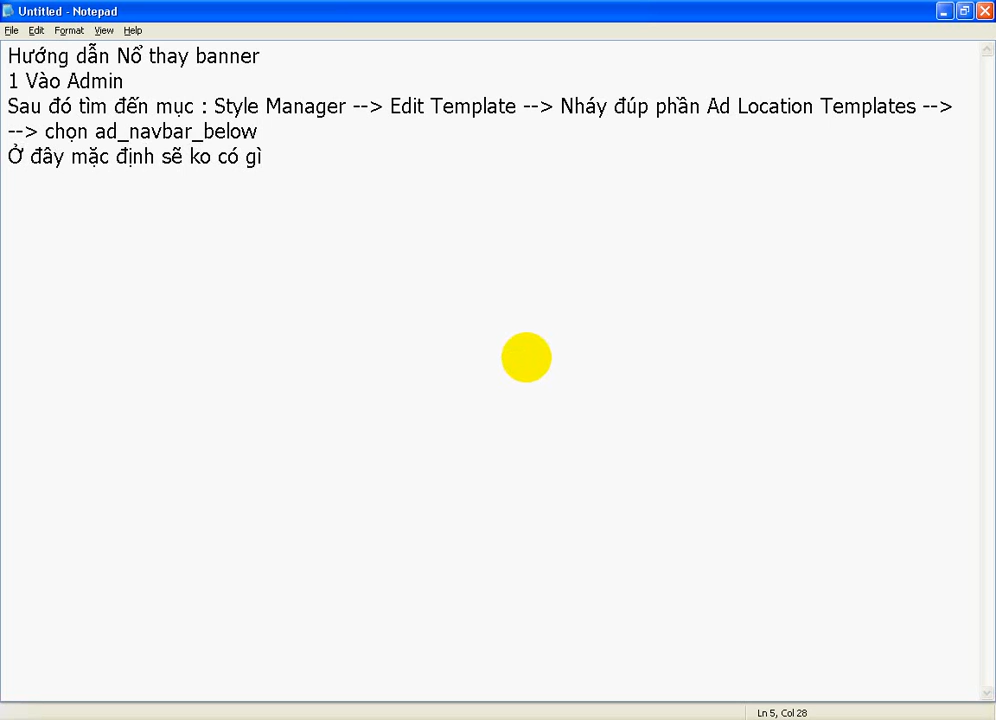 Untitled - Notepad
File Edit Format View Help
Hướng dẫn Nổ thay banner
1 Vào Admin
Sau đó tìm đến mục : Style Manager --> Edit Template --> Nháy đúp phần Ad Location Templates -->
--> chọn ad_navbar_below
Ở đây mặc định sẽ ko có gì
Ln 5, Col 28